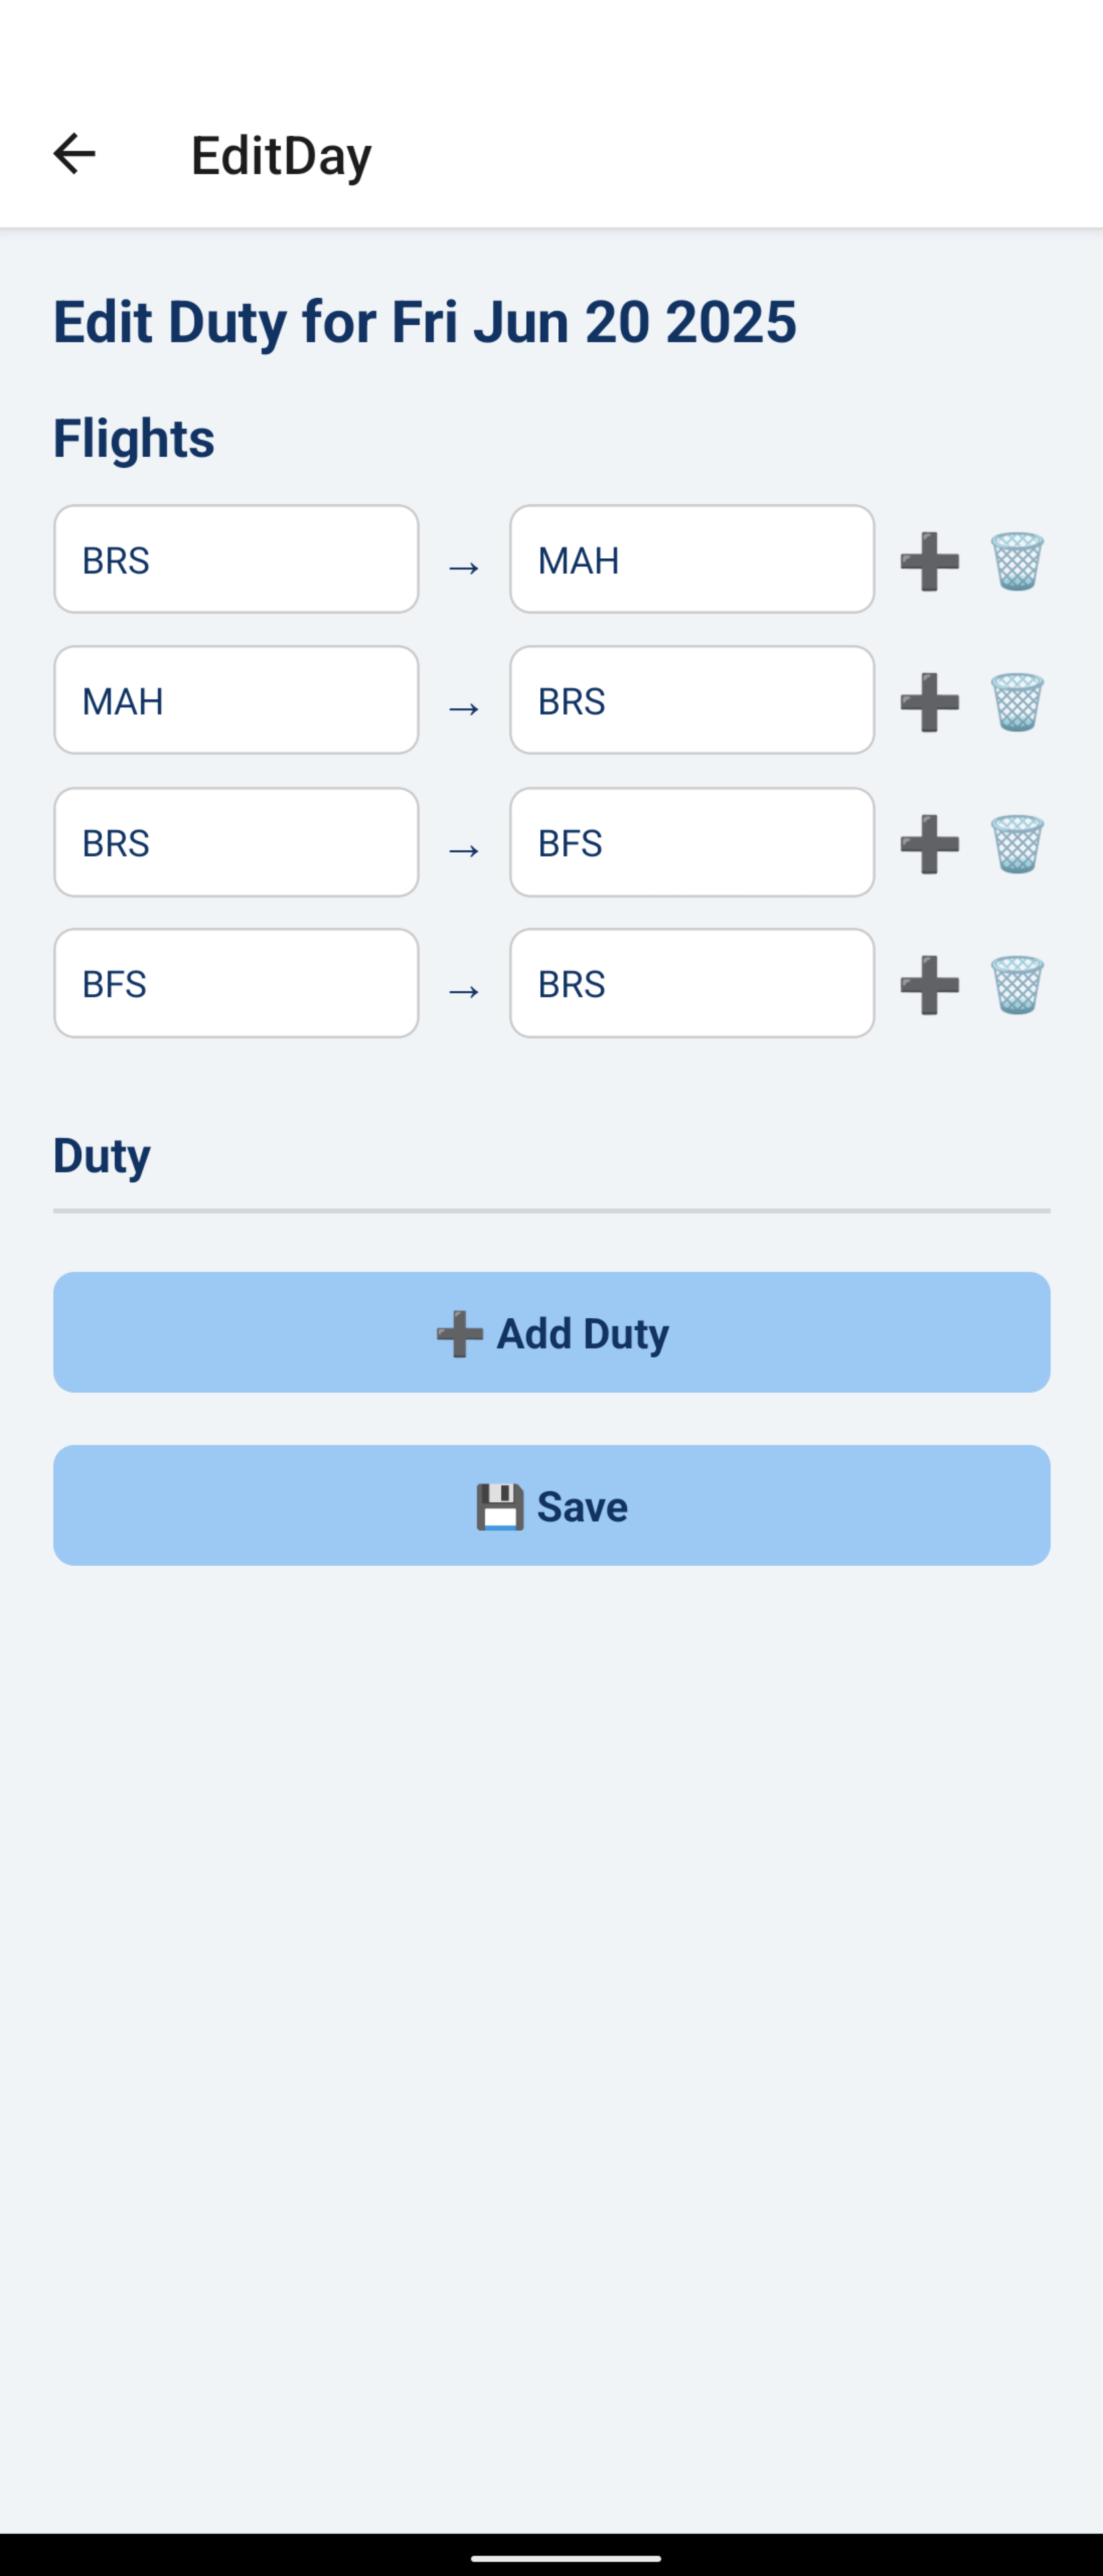 EditDay
Edit Duty for Fri Jun 20 2025
Flights
BRS → MAH
MAH → BRS
BRS → BFS
BFS → BRS
Duty
➕ Add Duty
💾 Save